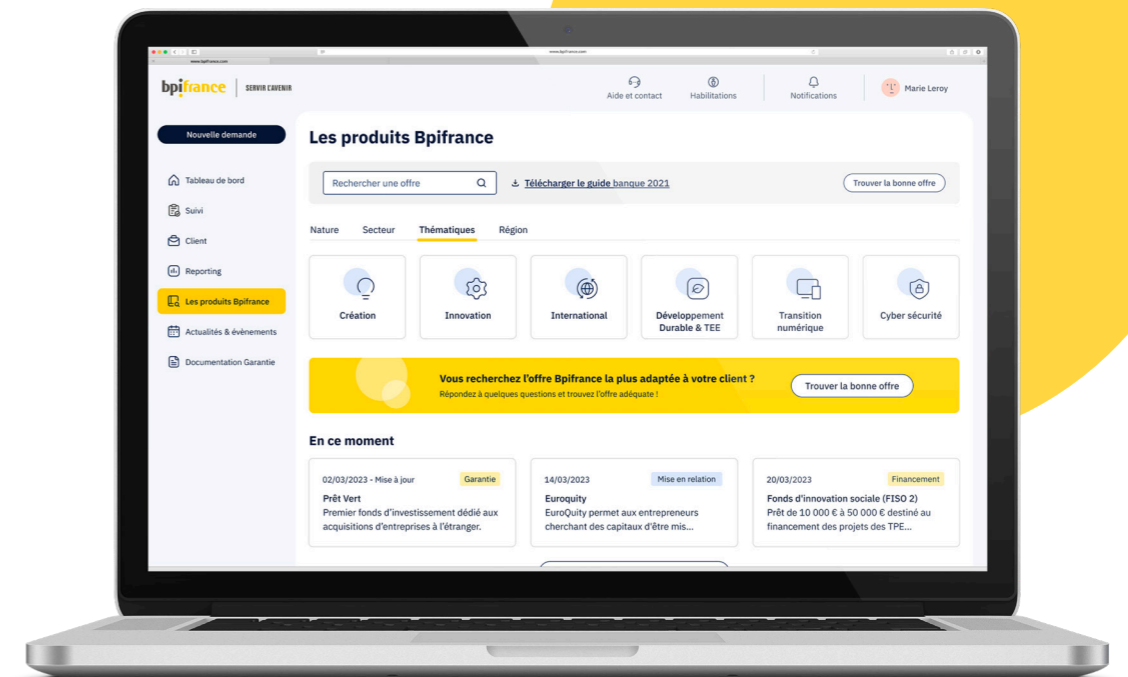 www.bpifrance.com
www.bpifrance.com
bpifrance
SERVIR L'AVENIR
Aide et contact
Habilitations
Notifications
Marie Leroy
Nouvelle demande
Tableau de bord
Suivi
Client
Reporting
Les produits Bpifrance
Actualités & évènements
Documentation Garantie
Les produits Bpifrance
Rechercher une offre
Télécharger le guide banque 2021
Trouver la bonne offre
Nature
Secteur
Thématiques
Région
Création
Innovation
International
Développement
Durable & TEE
Transition
numérique
Cyber sécurité
Vous recherchez l'offre Bpifrance la plus adaptée à votre client ?
Répondez à quelques questions et trouvez l'offre adéquate !
Trouver la bonne offre
En ce moment
02/03/2023 - Mise à jour
Garantie
Prêt Vert
Premier fonds d'investissement dédié aux
acquisitions d'entreprises à l'étranger.
14/03/2023
Mise en relation
Euroquity
EuroQuity permet aux entrepreneurs
cherchant des capitaux d'être mis...
20/03/2023
Financement
Fonds d'innovation sociale (FISO 2)
Prêt de 10 000 € à 50 000 € destiné au
financement des projets des TPE...